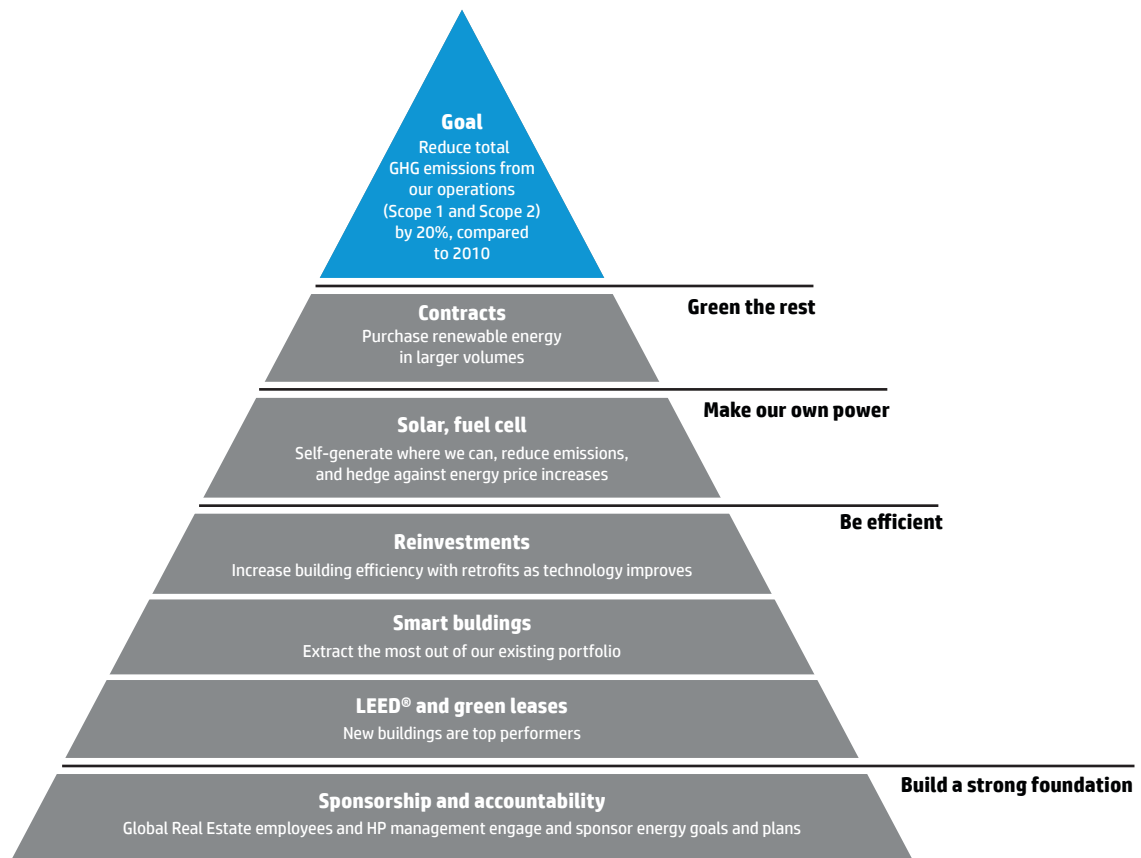 Goal
Reduce total
GHG emissions from
our operations
(Scope 1 and Scope 2)
by 20%, compared
to 2010
Green the rest
Contracts
Purchase renewable energy
in larger volumes
Make our own power
Solar, fuel cell
Self-generate where we can, reduce emissions,
and hedge against energy price increases
Be efficient
Reinvestments
Increase building efficiency with retrofits as technology improves
Smart buldings
Extract the most out of our existing portfolio
LEED® and green leases
New buildings are top performers
Build a strong foundation
Sponsorship and accountability
Global Real Estate employees and HP management engage and sponsor energy goals and plans